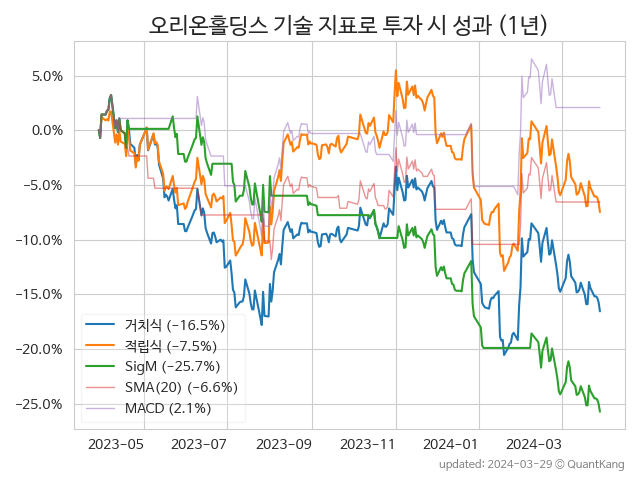 오리온홀딩스 기술 지표로 투자 시 성과 (1년)
5.0%
0.0%
−5.0%
−10.0%
−15.0%
−20.0%
−25.0%
거치식 (−16.5%)
적립식 (−7.5%)
SigM (−25.7%)
SMA(20) (−6.6%)
MACD (2.1%)
2023-05 2023-07 2023-09 2023-11 2024-01 2024-03
updated: 2024-03-29 © QuantKang